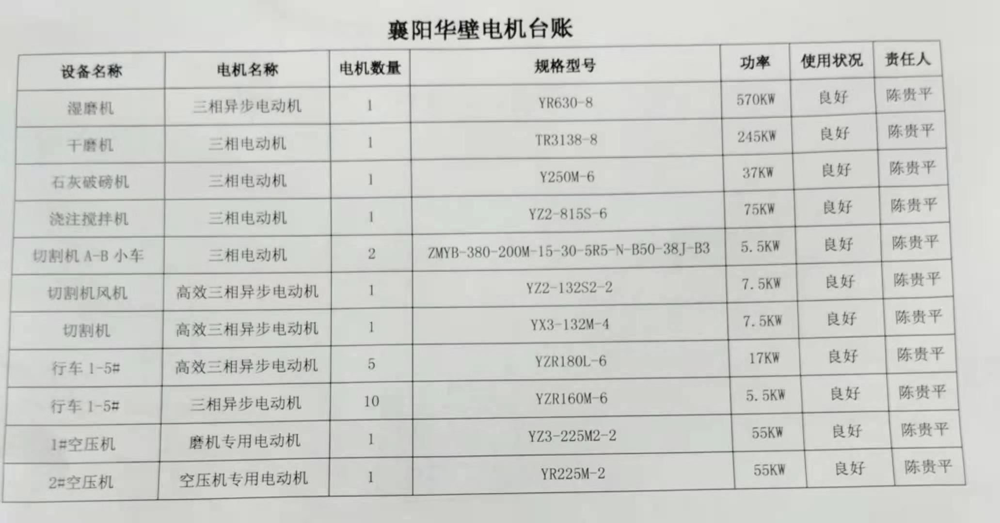 襄阳华壁电机台账
设备名称 电机名称 电机数量 规格型号 功率 使用状况 责任人
湿磨机 三相异步电动机 1 YR630-8 570KW 良好 陈贵平
干磨机 三相电动机 1 TR3138-8 245KW 良好 陈贵平
石灰破磅机 三相电动机 1 Y250M-6 37KW 良好 陈贵平
浇注搅拌机 三相电动机 1 YZ2-815S-6 75KW 良好 陈贵平
切割机 A-B 小车 三相电动机 2 ZMYB-380-200M-15-30-5R5-N-B50-38J-B3 5.5KW 良好 陈贵平
切割机风机 高效三相异步电动机 1 YZ2-132S2-2 7.5KW 良好 陈贵平
切割机 高效三相异步电动机 1 YX3-132M-4 7.5KW 良好 陈贵平
行车 1-5# 高效三相异步电动机 5 YZR180L-6 17KW 良好 陈贵平
行车 1-5# 三相异步电动机 10 YZR160M-6 5.5KW 良好 陈贵平
1#空压机 磨机专用电动机 1 YZ3-225M2-2 55KW 良好 陈贵平
2#空压机 空压机专用电动机 1 YR225M-2 55KW 良好 陈贵平